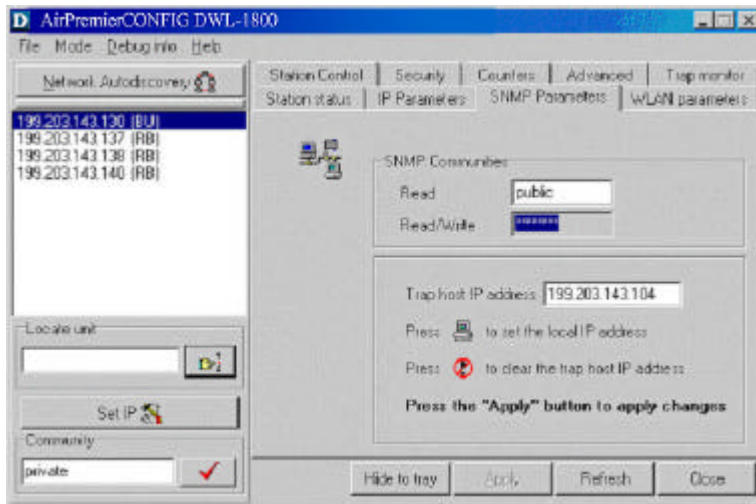 AirPremierCONFIG DWL-1800
File Mode Debug info Help
Network Autodiscovery
199.203.143.130 (BU)
199.203.143.137 (RB)
199.203.143.138 (RB)
199.203.143.140 (RB)
Locate unit
Set IP
Community
private
Station Control Security Counters Advanced Trap monitor
Station status IP Parameters SNMP Parameters WLAN parameters
SNMP Communities
Read public
Read/Write *******
Trap host IP address 199.203.143.104
Press to set the local IP address
Press to clear the trap host IP address
Press the "Apply" button to apply changes
Hide to tray Apply Refresh Close